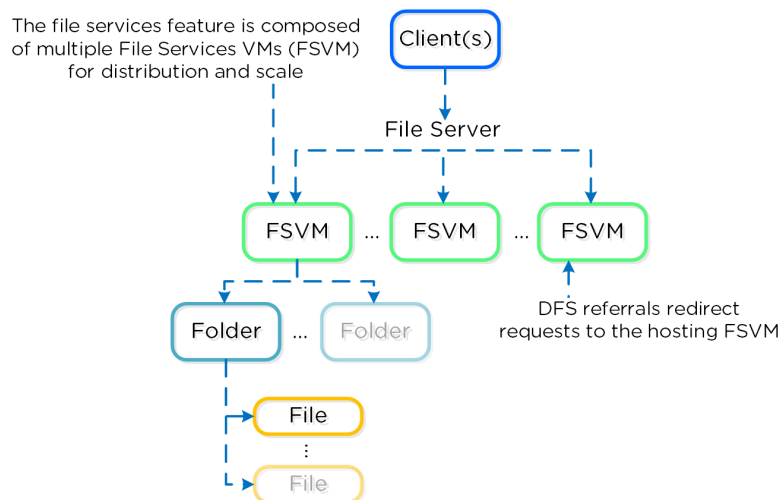 The file services feature is composed
of multiple File Services VMs (FSVM)
for distribution and scale
Client(s)
File Server
FSVM
...
FSVM
...
FSVM
DFS referrals redirect
requests to the hosting FSVM
Folder
...
Folder
File
...
File